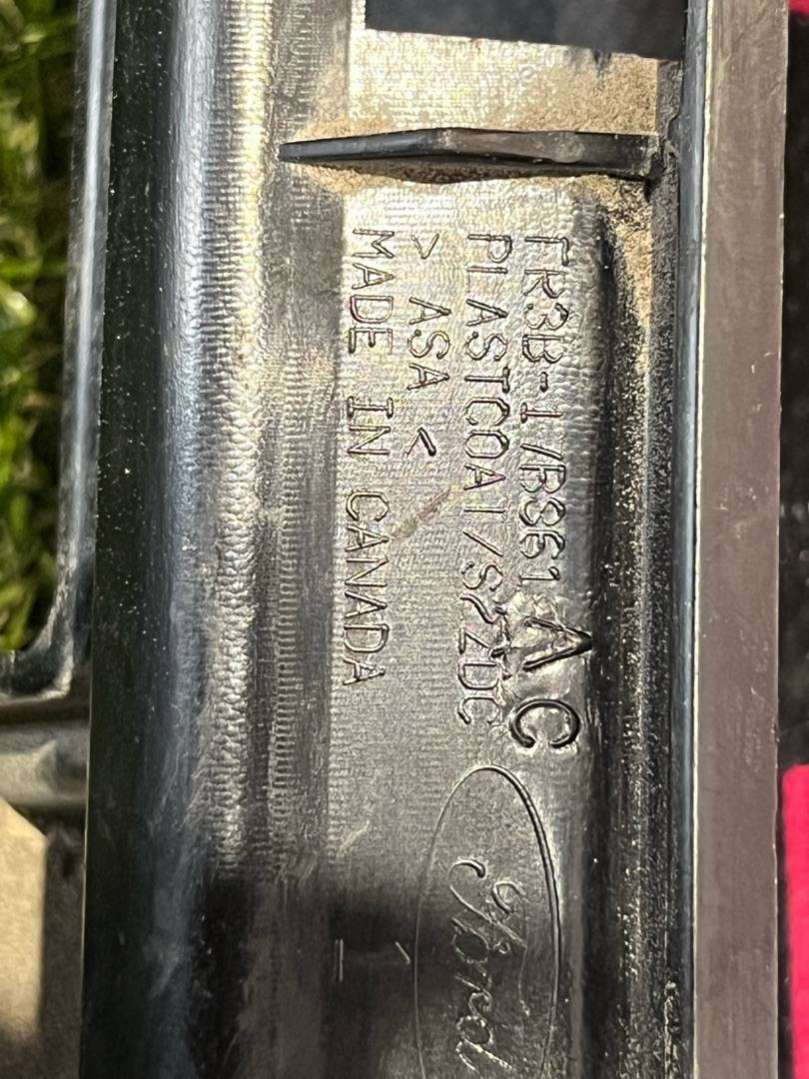 FR3B-17B861-AC
PLASTCOAT/S22DC
> ASA <
MADE IN CANADA
Ford